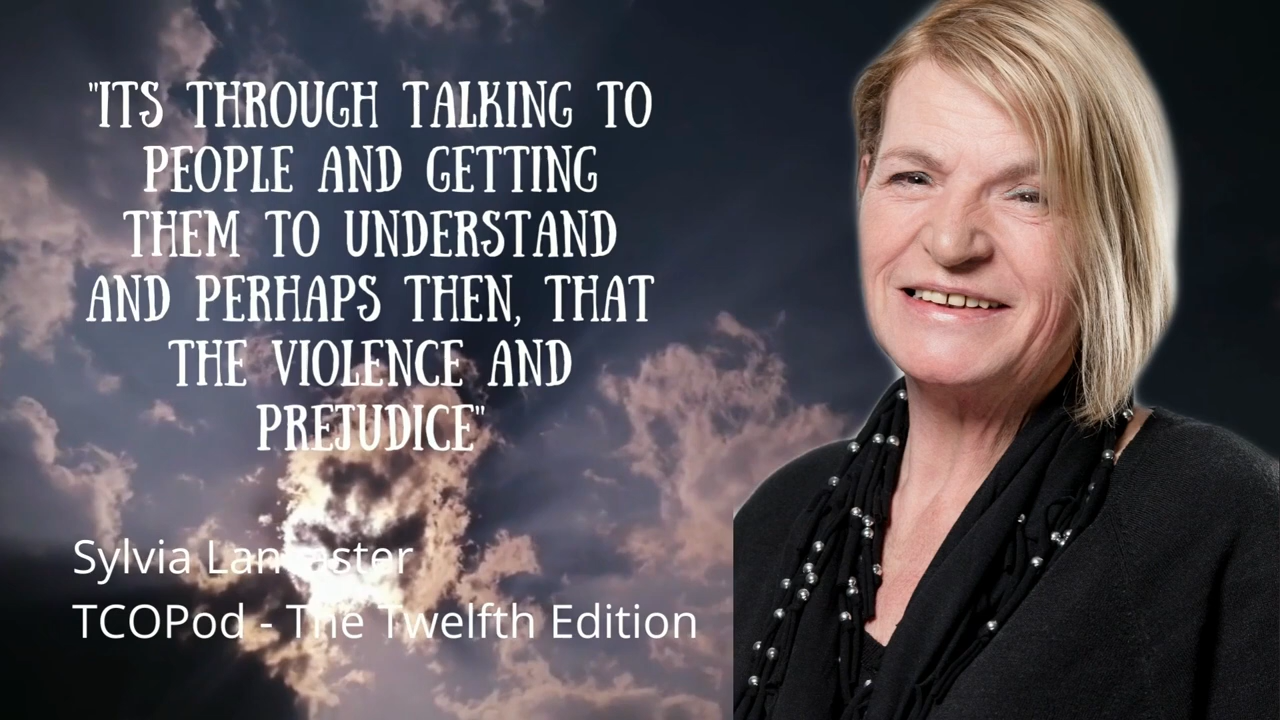 "ITS THROUGH TALKING TO
PEOPLE AND GETTING
THEM TO UNDERSTAND
AND PERHAPS THEN, THAT
THE VIOLENCE AND
PREJUDICE"
Sylvia Lancaster
TCOPod - The Twelfth Edition